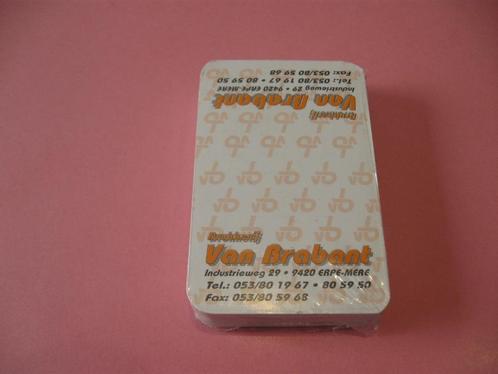 Fax: 053/80 59 68
Tel.: 053/80 19 67 • 80 59 50
Industrieweg 29 • 9420 ERPE-MERE
Van Brabant
Drukkerij
Drukkerij
Van Brabant
Industrieweg 29 • 9420 ERPE-MERE
Tel.: 053/80 19 67 • 80 59 50
Fax: 053/80 59 68